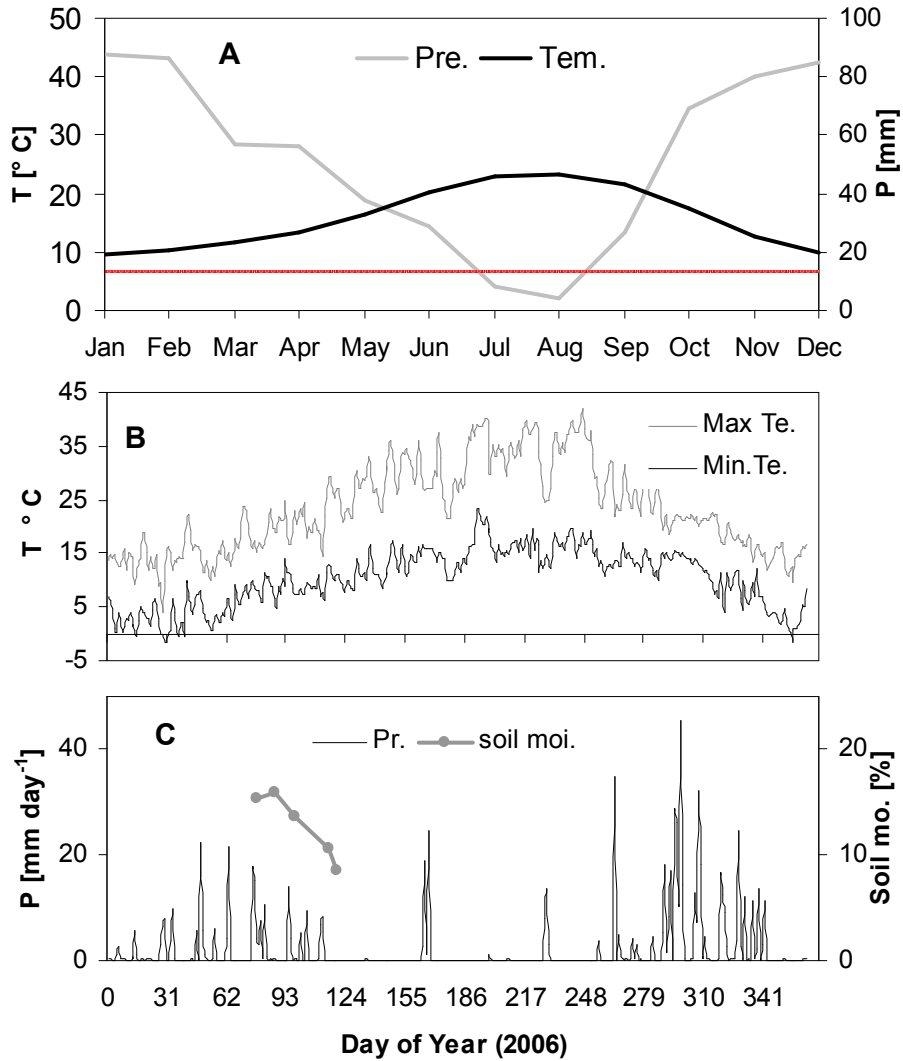 A
Pre. Tem.
T [° C]
50
40
30
20
10
0
P [mm]
100
80
60
40
20
0
Jan Feb Mar Apr May Jun Jul Aug Sep Oct Nov Dec
B
Max Te.
Min.Te.
T ° C
45
35
25
15
5
-5
C
Pr. soil moi.
P [mm day-1]
40
20
0
Soil mo. [%]
20
10
0
0 31 62 93 124 155 186 217 248 279 310 341
Day of Year (2006)